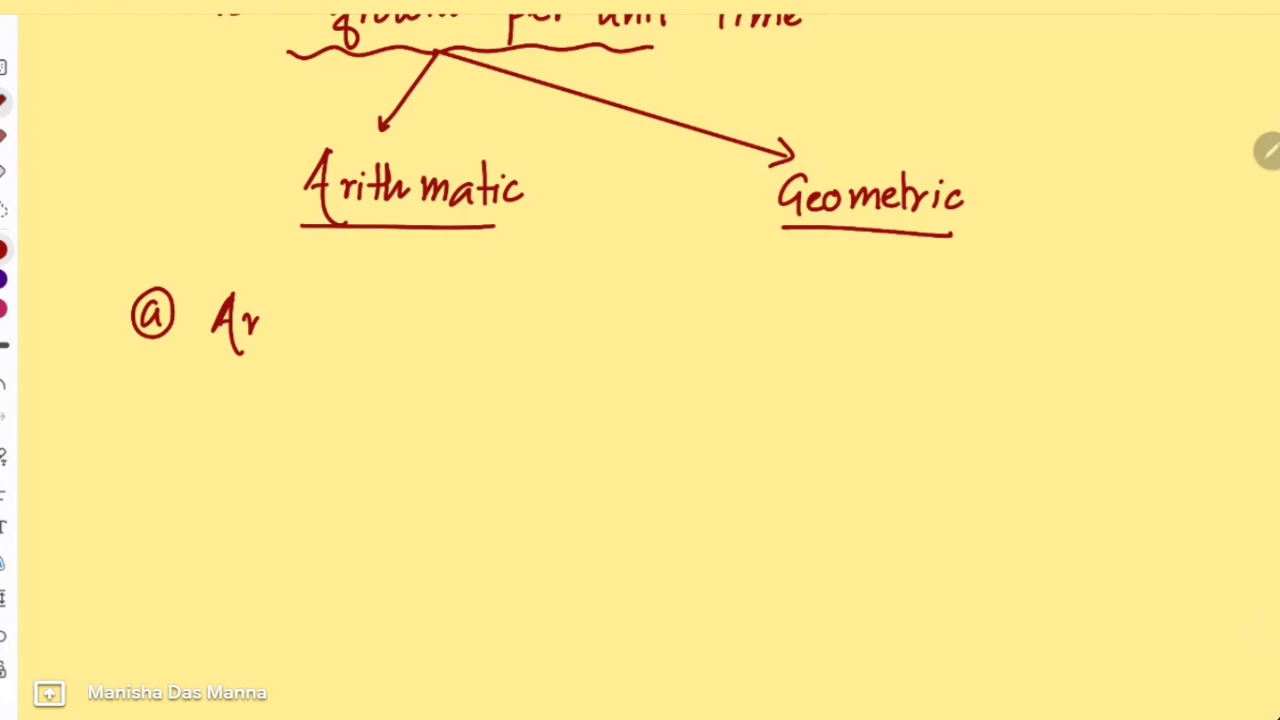 growth per unit Time
Arithmatic Geometric
ⓐ Ar
Manisha Das Manna